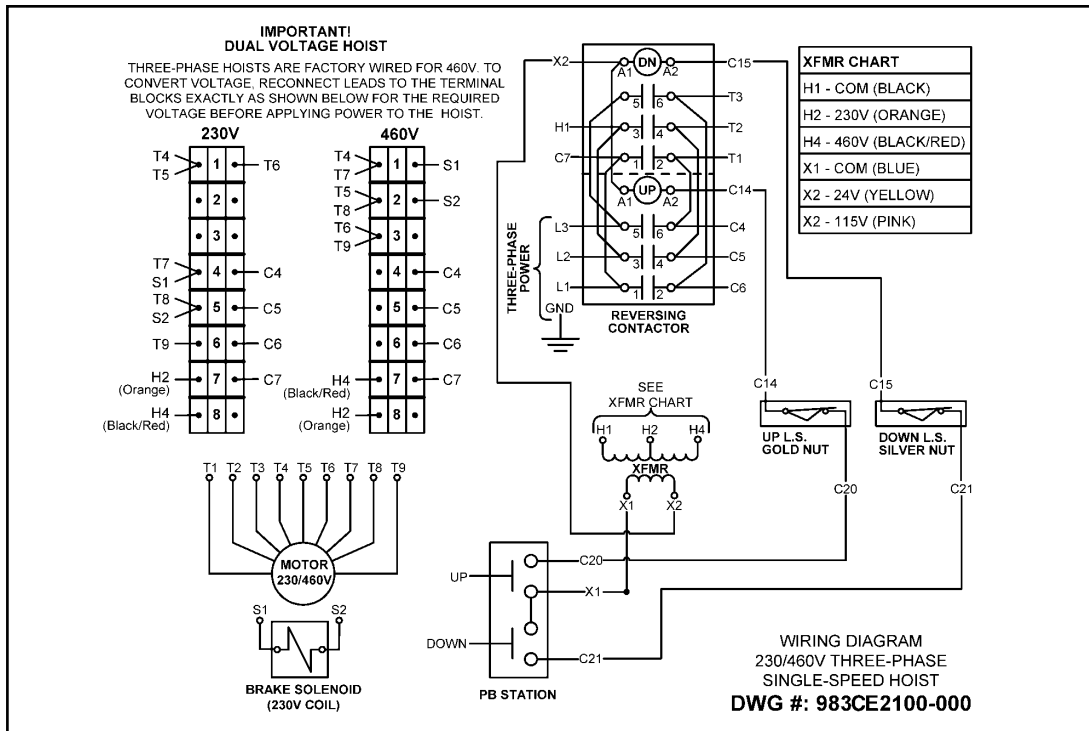 IMPORTANT!
DUAL VOLTAGE HOIST
THREE-PHASE HOISTS ARE FACTORY WIRED FOR 460V. TO
CONVERT VOLTAGE, RECONNECT LEADS TO THE TERMINAL
BLOCKS EXACTLY AS SHOWN BELOW FOR THE REQUIRED
VOLTAGE BEFORE APPLYING POWER TO THE HOIST.
230V
T4
T5
1
T6
2
3
T7
S1
4
C4
T8
S2
5
C5
T9
6
C6
H2
(Orange)
7
C7
H4
(Black/Red)
8
460V
T4
T7
1
S1
T5
T8
2
S2
T6
T9
3
4
C4
5
C5
6
C6
H4
(Black/Red)
7
C7
H2
(Orange)
8
X2
A1
DN
A2
C15
5
6
T3
H1
3
4
T2
C7
1
2
T1
A1
UP
A2
C14
L3
5
6
C4
L2
3
4
C5
L1
1
2
C6
THREE-PHASE
POWER
GND
REVERSING
CONTACTOR
XFMR CHART
H1 - COM (BLACK)
H2 - 230V (ORANGE)
H4 - 460V (BLACK/RED)
X1 - COM (BLUE)
X2 - 24V (YELLOW)
X2 - 115V (PINK)
C14
C15
UP L.S.
GOLD NUT
DOWN L.S.
SILVER NUT
C20
C21
SEE
XFMR CHART
H1
H2
H4
XFMR
X1
X2
T1 T2 T3 T4 T5 T6 T7 T8 T9
MOTOR
230/460V
S1
S2
BRAKE SOLENOID
(230V COIL)
UP
C20
X1
DOWN
C21
PB STATION
WIRING DIAGRAM
230/460V THREE-PHASE
SINGLE-SPEED HOIST
DWG #: 983CE2100-000